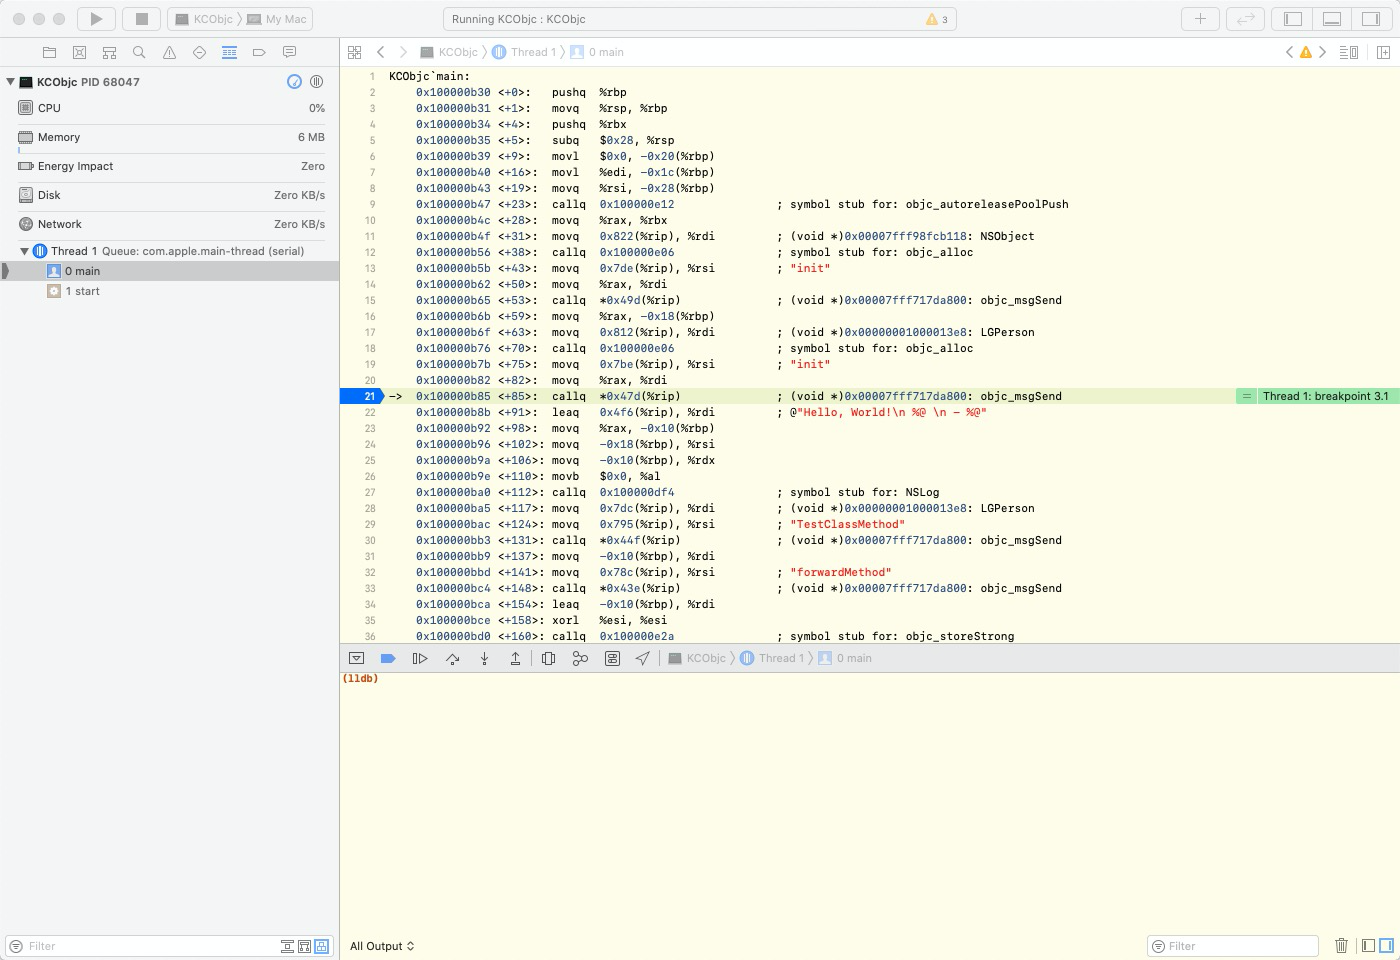 KCObjc My Mac
Running KCObjc : KCObjc 3
KCObjc PID 68047
CPU 0%
Memory 6 MB
Energy Impact Zero
Disk Zero KB/s
Network Zero KB/s
Thread 1 Queue: com.apple.main-thread (serial)
0 main
1 start
Filter
KCObjc Thread 1 0 main
1 KCObjc`main:
2 0x100000b30 <+0>: pushq %rbp
3 0x100000b31 <+1>: movq %rsp, %rbp
4 0x100000b34 <+4>: pushq %rbx
5 0x100000b35 <+5>: subq $0x28, %rsp
6 0x100000b39 <+9>: movl $0x0, -0x20(%rbp)
7 0x100000b40 <+16>: movl %edi, -0x1c(%rbp)
8 0x100000b43 <+19>: movq %rsi, -0x28(%rbp)
9 0x100000b47 <+23>: callq 0x100000e12 ; symbol stub for: objc_autoreleasePoolPush
10 0x100000b4c <+28>: movq %rax, %rbx
11 0x100000b4f <+31>: movq 0x822(%rip), %rdi ; (void *)0x00007fff98fcb118: NSObject
12 0x100000b56 <+38>: callq 0x100000e06 ; symbol stub for: objc_alloc
13 0x100000b5b <+43>: movq 0x7de(%rip), %rsi ; "init"
14 0x100000b62 <+50>: movq %rax, %rdi
15 0x100000b65 <+53>: callq *0x49d(%rip) ; (void *)0x00007fff717da800: objc_msgSend
16 0x100000b6b <+59>: movq %rax, -0x18(%rbp)
17 0x100000b6f <+63>: movq 0x812(%rip), %rdi ; (void *)0x00000001000013e8: LGPerson
18 0x100000b76 <+70>: callq 0x100000e06 ; symbol stub for: objc_alloc
19 0x100000b7b <+75>: movq 0x7be(%rip), %rsi ; "init"
20 0x100000b82 <+82>: movq %rax, %rdi
21 -> 0x100000b85 <+85>: callq *0x47d(%rip) ; (void *)0x00007fff717da800: objc_msgSend = Thread 1: breakpoint 3.1
22 0x100000b8b <+91>: leaq 0x4f6(%rip), %rdi ; @"Hello, World!\n %@ \n - %@"
23 0x100000b92 <+98>: movq %rax, -0x10(%rbp)
24 0x100000b96 <+102>: movq -0x18(%rbp), %rsi
25 0x100000b9a <+106>: movq -0x10(%rbp), %rdx
26 0x100000b9e <+110>: movb $0x0, %al
27 0x100000ba0 <+112>: callq 0x100000df4 ; symbol stub for: NSLog
28 0x100000ba5 <+117>: movq 0x7dc(%rip), %rdi ; (void *)0x00000001000013e8: LGPerson
29 0x100000bac <+124>: movq 0x795(%rip), %rsi ; "TestClassMethod"
30 0x100000bb3 <+131>: callq *0x44f(%rip) ; (void *)0x00007fff717da800: objc_msgSend
31 0x100000bb9 <+137>: movq -0x10(%rbp), %rdi
32 0x100000bbd <+141>: movq 0x78c(%rip), %rsi ; "forwardMethod"
33 0x100000bc4 <+148>: callq *0x43e(%rip) ; (void *)0x00007fff717da800: objc_msgSend
34 0x100000bca <+154>: leaq -0x10(%rbp), %rdi
35 0x100000bce <+158>: xorl %esi, %esi
36 0x100000bd0 <+160>: callq 0x100000e2a ; symbol stub for: objc_storeStrong
KCObjc Thread 1 0 main
(lldb)
All Output Filter